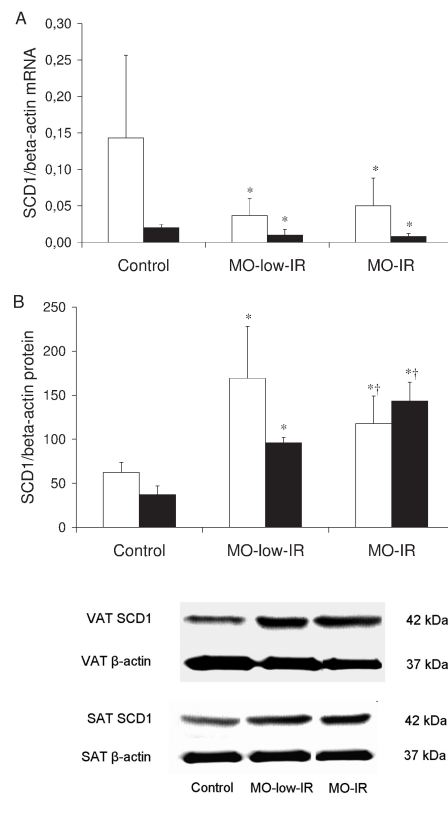 A
SCD1/beta-actin mRNA
0,30
0,25
0,20
0,15
0,10
0,05
0,00
* * * *
Control MO-low-IR MO-IR
B
SCD1/beta-actin protein
250
200
150
100
50
0
* * *† *†
Control MO-low-IR MO-IR
VAT SCD1 42 kDa
VAT β-actin 37 kDa
SAT SCD1 42 kDa
SAT β-actin 37 kDa
Control MO-low-IR MO-IR